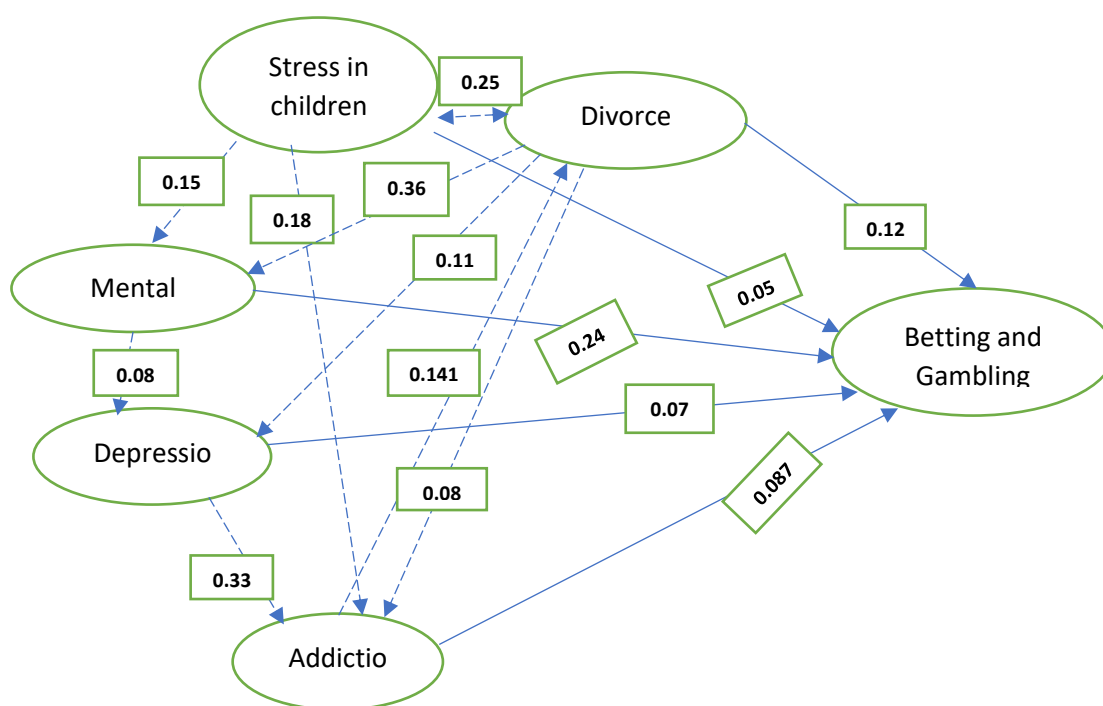 Stress in
children
0.25
Divorce
0.15
0.36
0.18
0.12
0.11
Mental
0.05
0.24
0.08
0.141
0.07
Betting and
Gambling
Depressio
0.08
0.087
0.33
Addictio